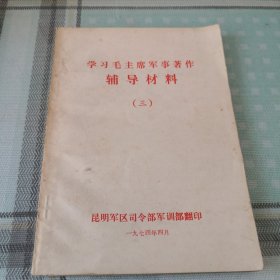 学习毛主席军事著作
辅导材料
（三）
昆明军区司令部军训部翻印
一九七四年四月